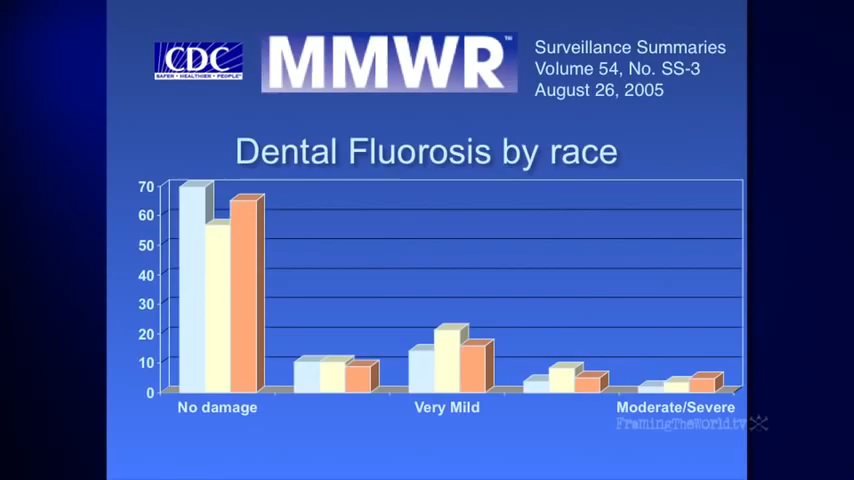 CDC
SAFER • HEALTHIER • PEOPLE™
MMWR™
Surveillance Summaries
Volume 54, No. SS-3
August 26, 2005
Dental Fluorosis by race
70
60
50
40
30
20
10
0
No damage
Very Mild
Moderate/Severe
FramingTheWorld.tv